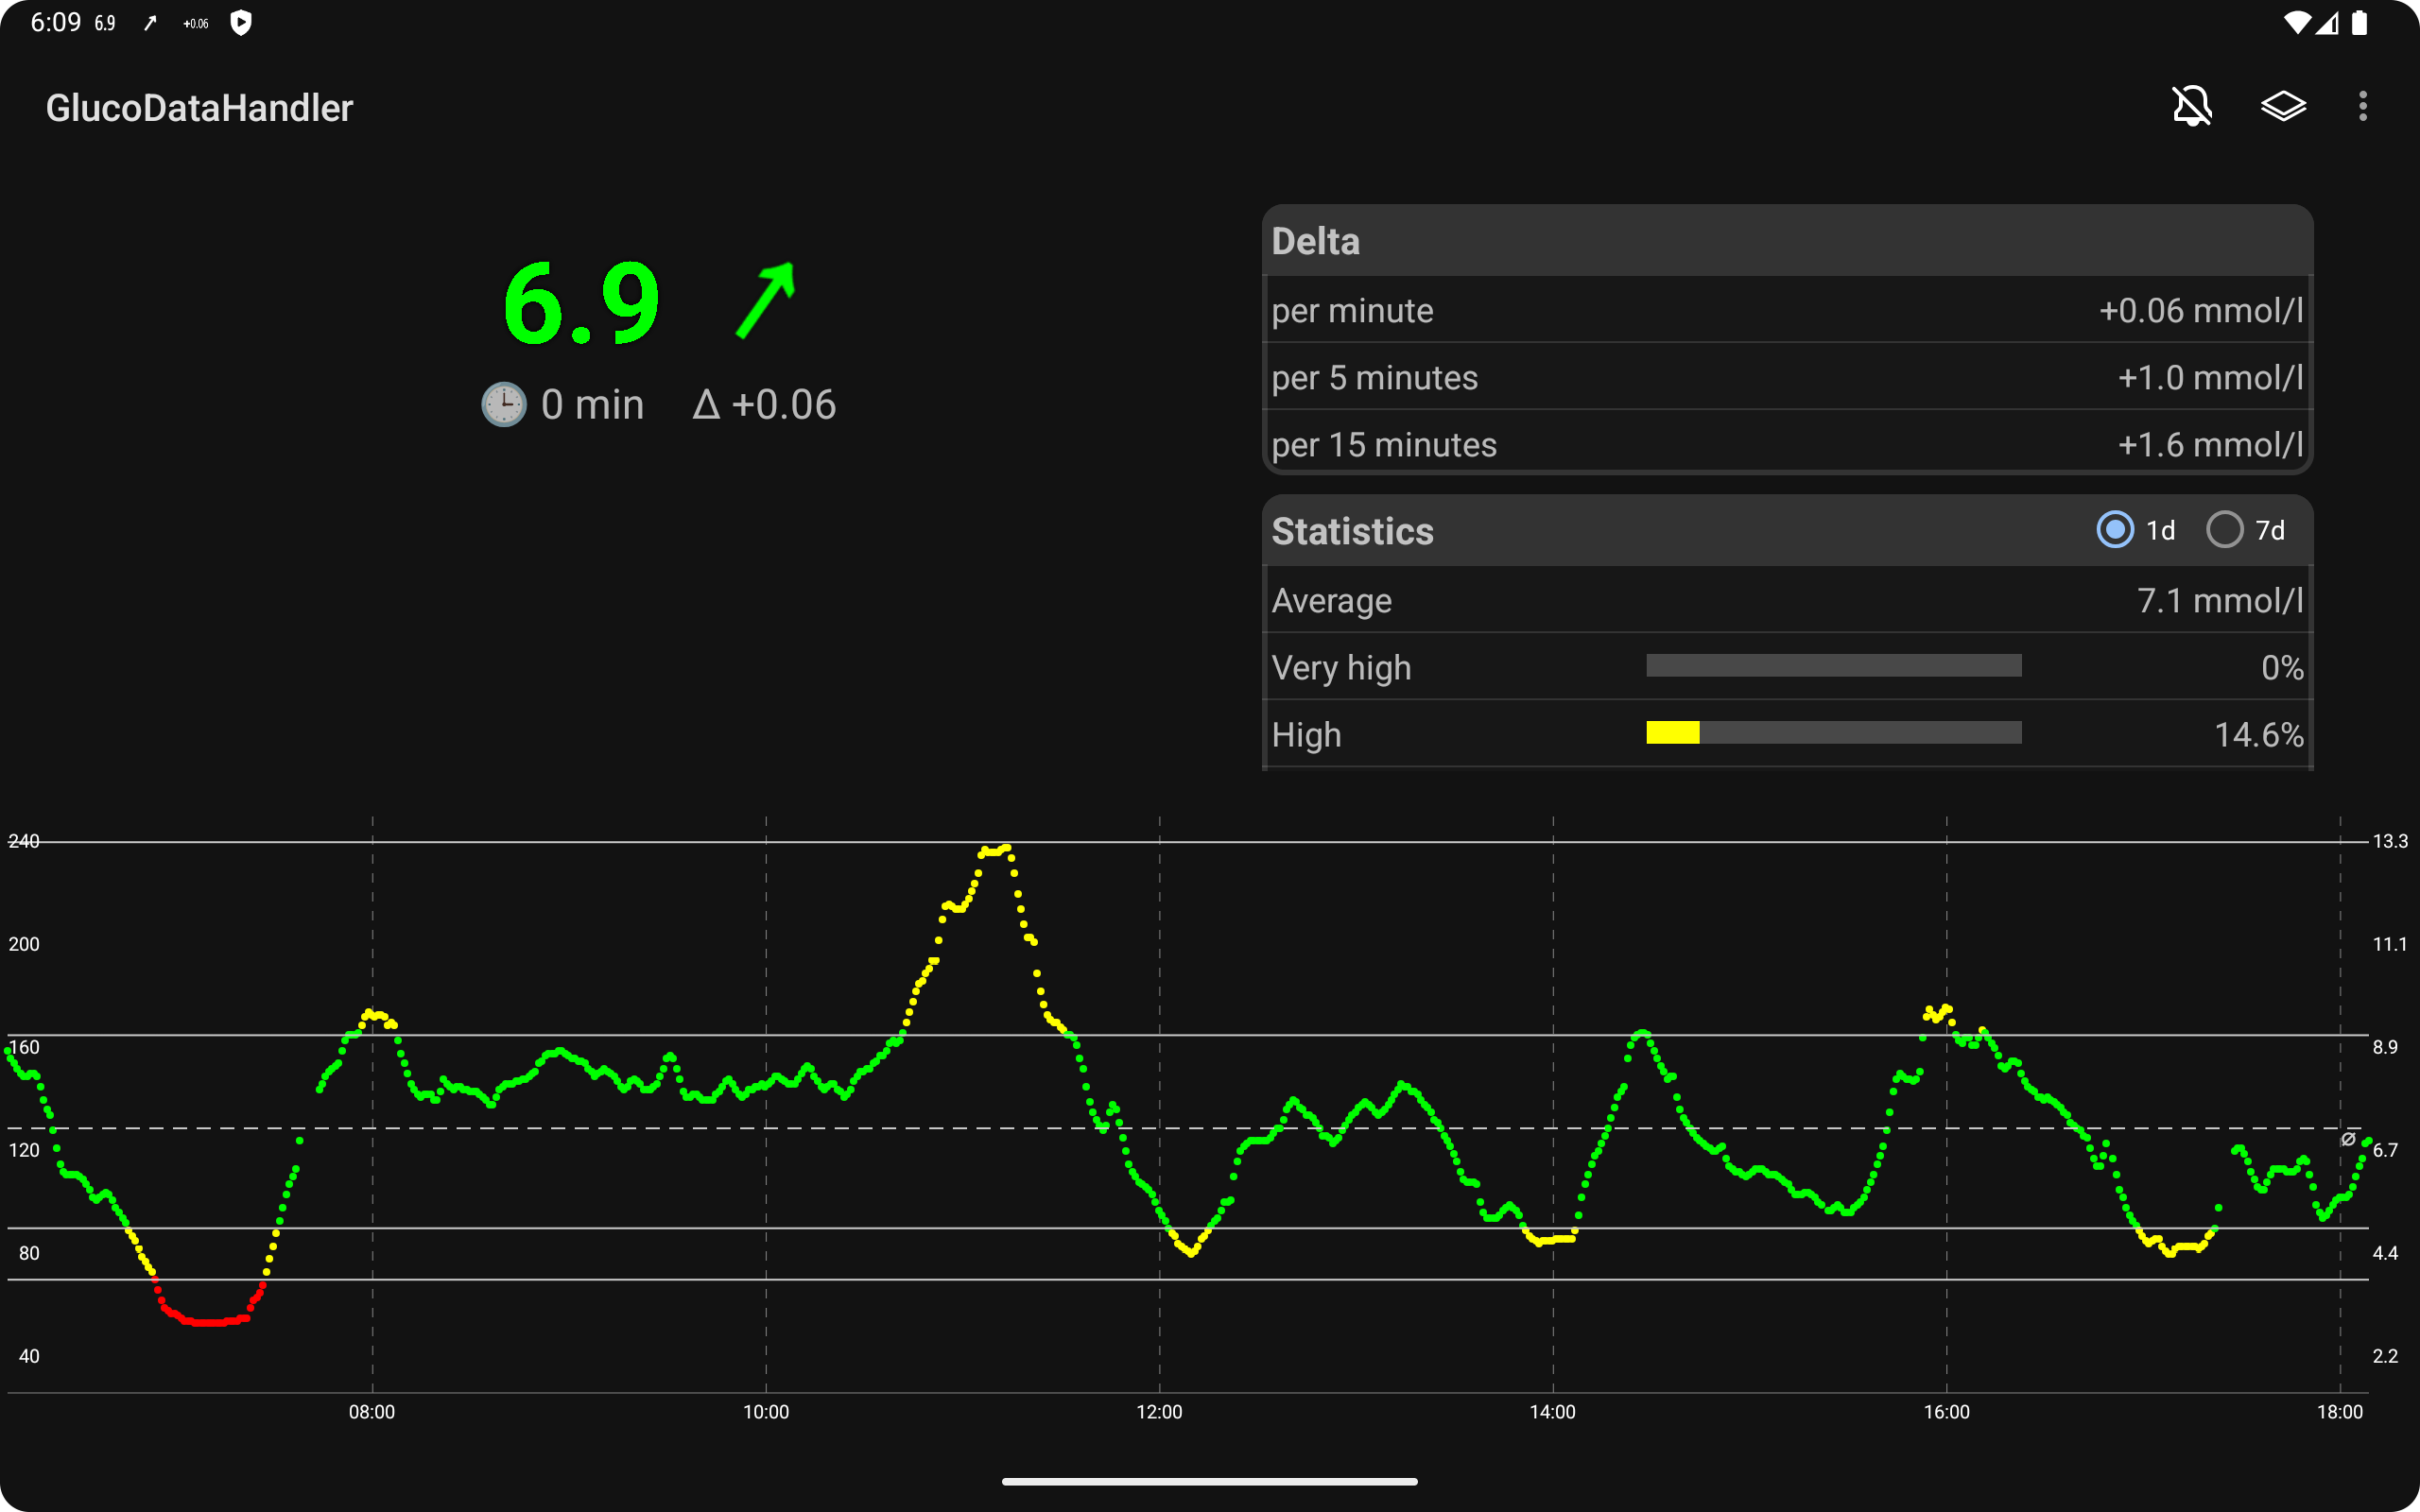 6:09 6.9 +0.06
GlucoDataHandler
6.9
0 min Δ +0.06
Delta
per minute +0.06 mmol/l
per 5 minutes +1.0 mmol/l
per 15 minutes +1.6 mmol/l
Statistics 1d 7d
Average 7.1 mmol/l
Very high 0%
High 14.6%
240 13.3
200 11.1
160 8.9
Ø
120 6.7
80 4.4
40 2.2
08:00 10:00 12:00 14:00 16:00 18:00